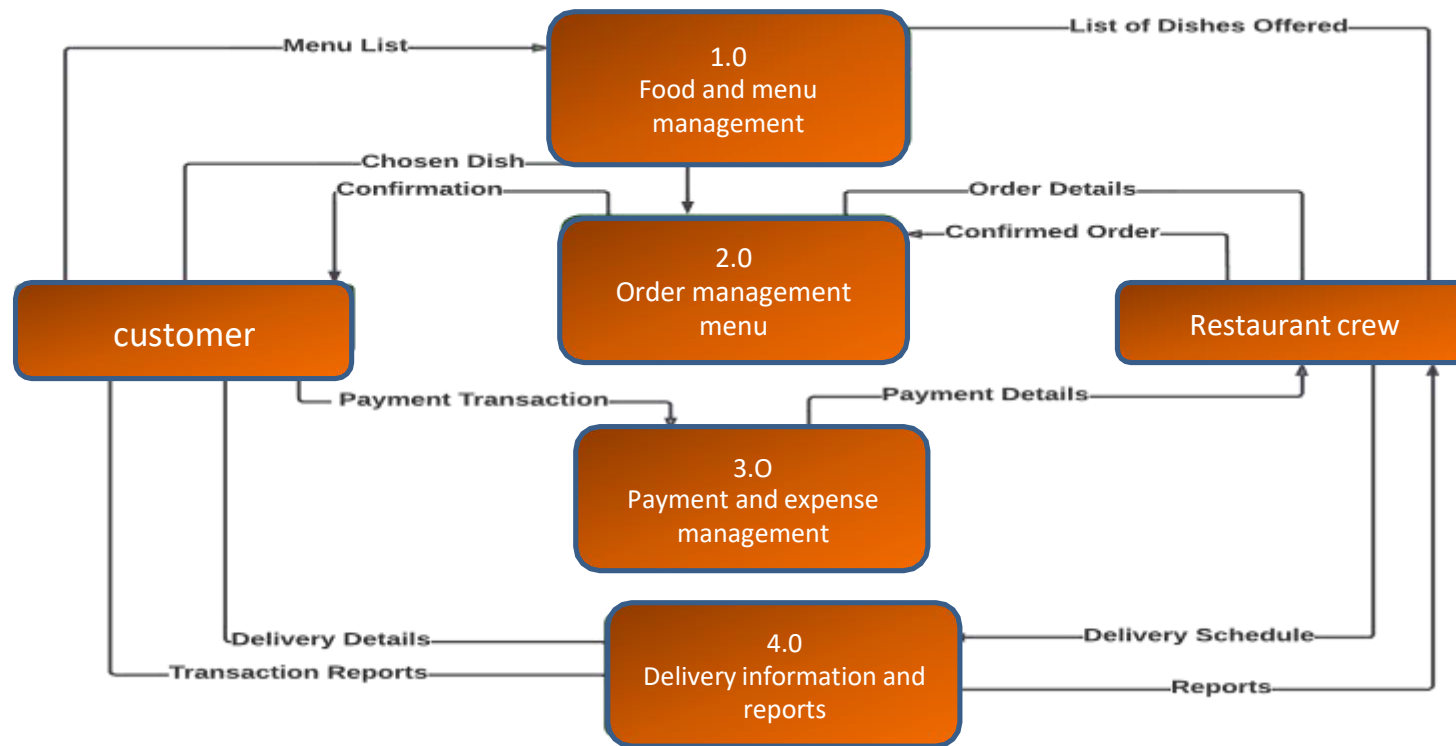 List of Dishes Offered
Menu List
1.0
Food and menu
management
Chosen Dish
Confirmation
Order Details
Confirmed Order
2.0
Order management
menu
customer
Restaurant crew
Payment Transaction
Payment Details
3.O
Payment and expense
management
Delivery Details
Delivery Schedule
4.0
Delivery information and
reports
Transaction Reports
Reports